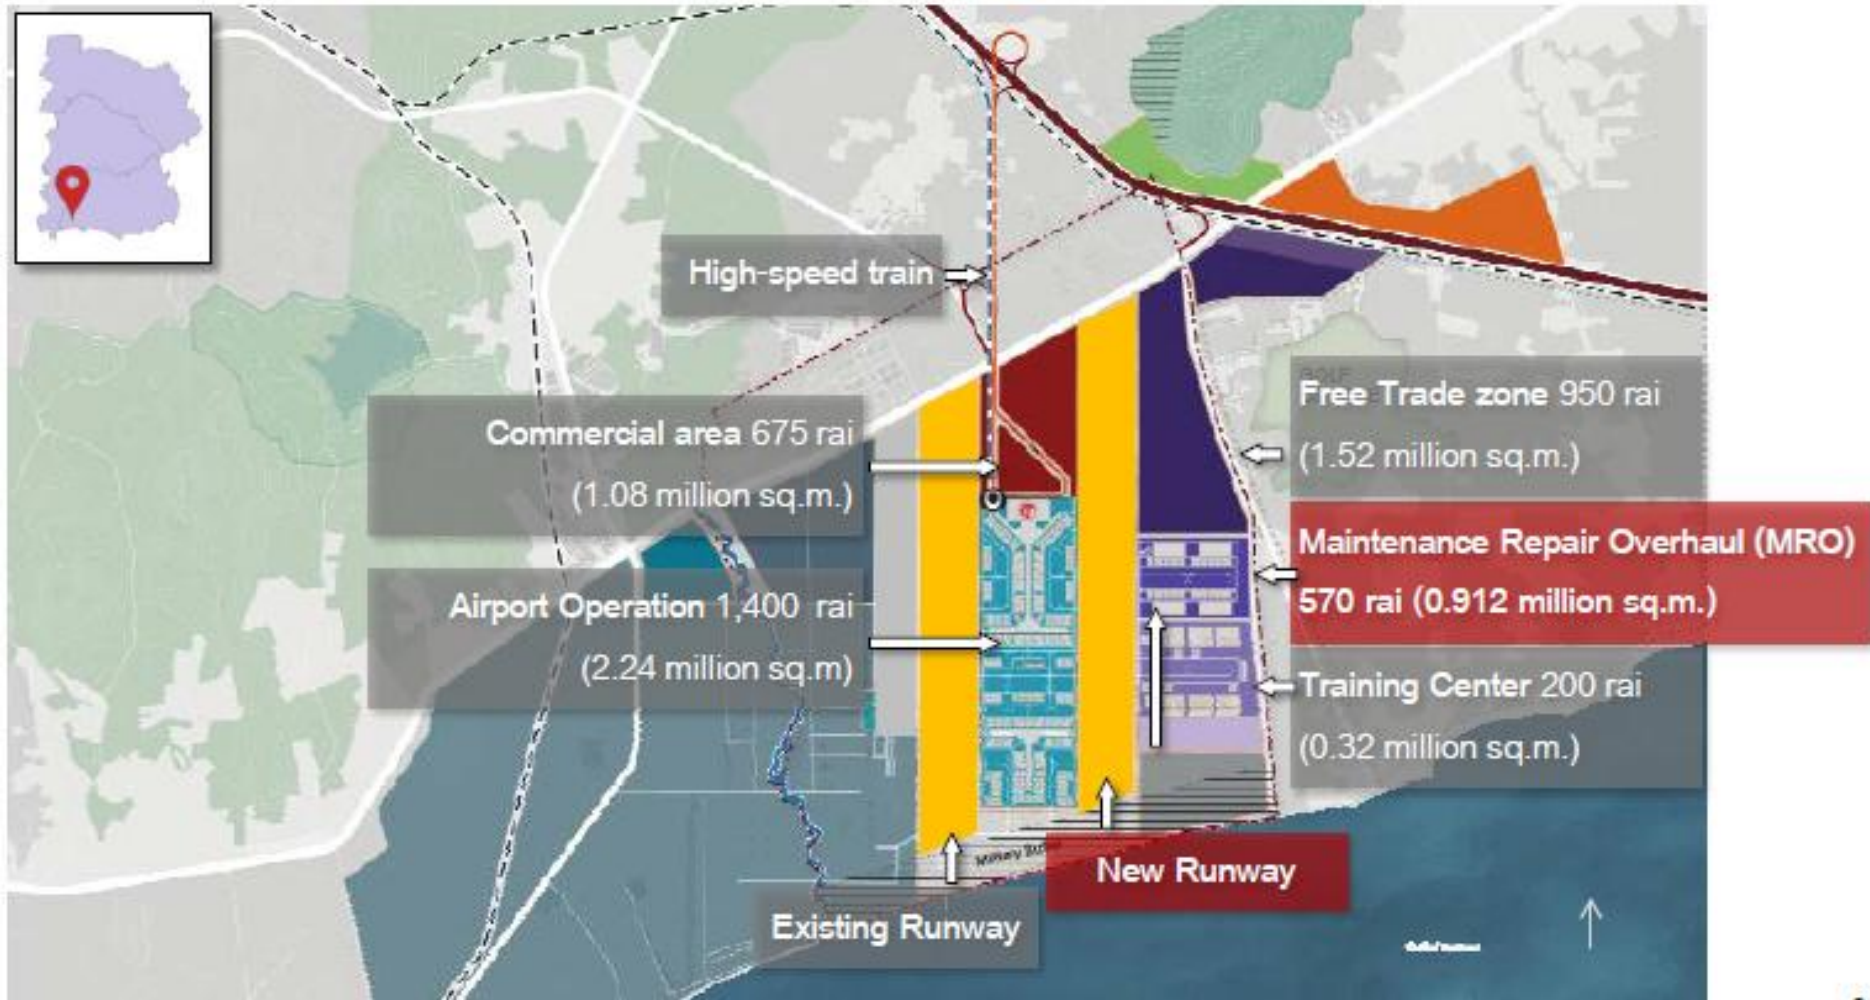 High-speed train
Commercial area 675 rai
(1.08 million sq.m.)
Airport Operation 1,400 rai
(2.24 million sq.m)
Free Trade zone 950 rai
(1.52 million sq.m.)
Maintenance Repair Overhaul (MRO)
570 rai (0.912 million sq.m.)
Training Center 200 rai
(0.32 million sq.m.)
Military
New Runway
Existing Runway